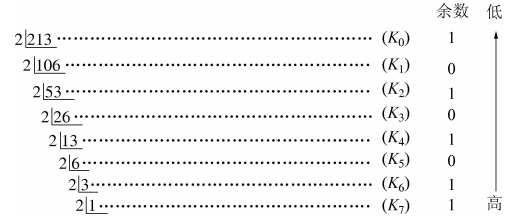 余数 低
2 213 (K₀) 1
2 106 (K₁) 0
2 53 (K₂) 1
2 26 (K₃) 0
2 13 (K₄) 1
2 6 (K₅) 0
2 3 (K₆) 1
2 1 (K₇) 1 高